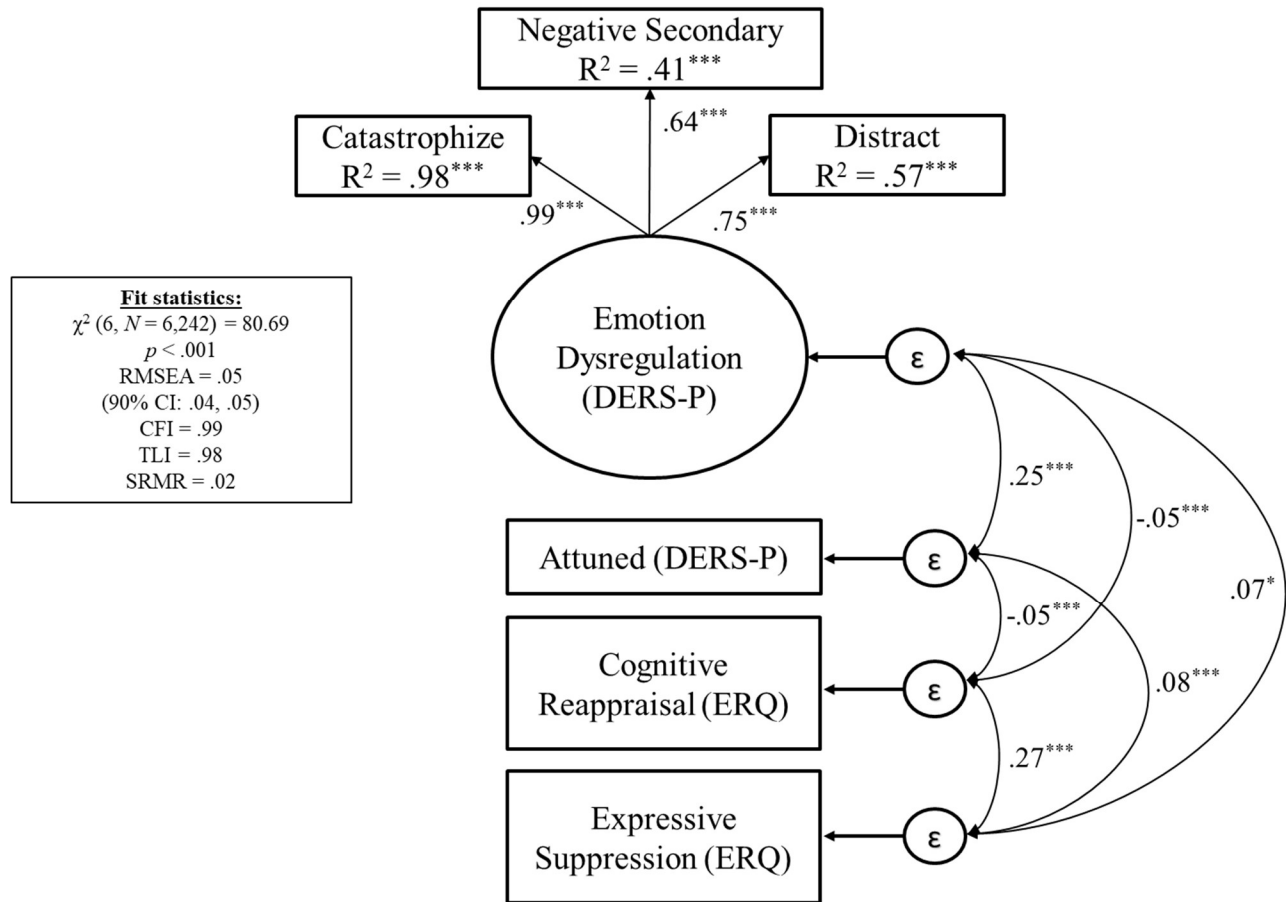 Negative Secondary
R² = .41***
Catastrophize
R² = .98***
Distract
R² = .57***
.99***
.64***
.75***
Emotion
Dysregulation
(DERS-P)
ε
Fit statistics:
χ² (6, N = 6,242) = 80.69
p < .001
RMSEA = .05
(90% CI: .04, .05)
CFI = .99
TLI = .98
SRMR = .02
.25***
-.05***
.07*
Attuned (DERS-P)
ε
-.05***
.08***
Cognitive
Reappraisal (ERQ)
ε
.27***
Expressive
Suppression (ERQ)
ε